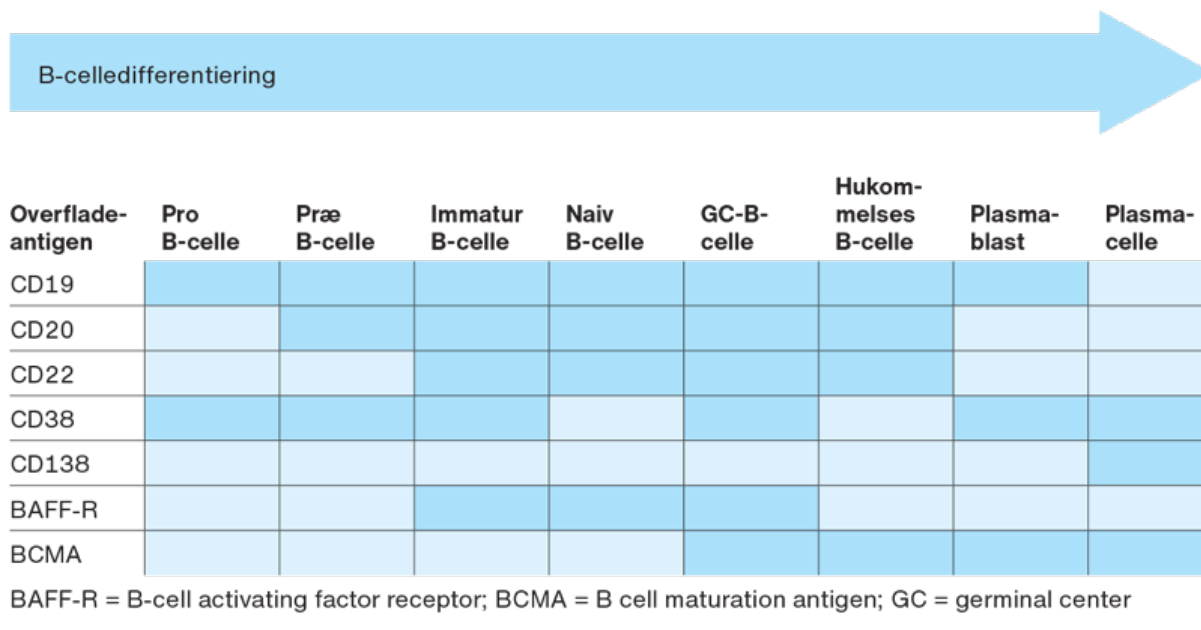 B-celledifferentiering
Overflade-
antigen
Pro
B-celle
Præ
B-celle
Immatur
B-celle
Naiv
B-celle
GC-B-
celle
Hukom-
melses
B-celle
Plasma-
blast
Plasma-
celle
CD19
CD20
CD22
CD38
CD138
BAFF-R
BCMA
BAFF-R = B-cell activating factor receptor; BCMA = B cell maturation antigen; GC = germinal center